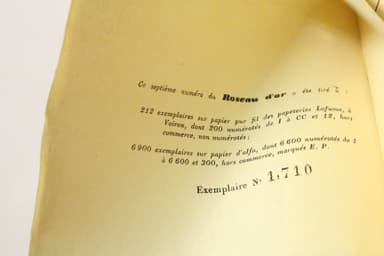 Ce septième numéro du Roseau d'or a été tiré à :
212 exemplaires sur papier pur fil des papeteries Lafuma, à
Voiron, dont 200 numérotés de I à CC et 12, hors
commerce, non numérotés ;
6 900 exemplaires sur papier d'alfa, dont 6 600 numérotés de 1
à 6 600 et 300, hors commerce, marqués E. P.
Exemplaire N° 1,710